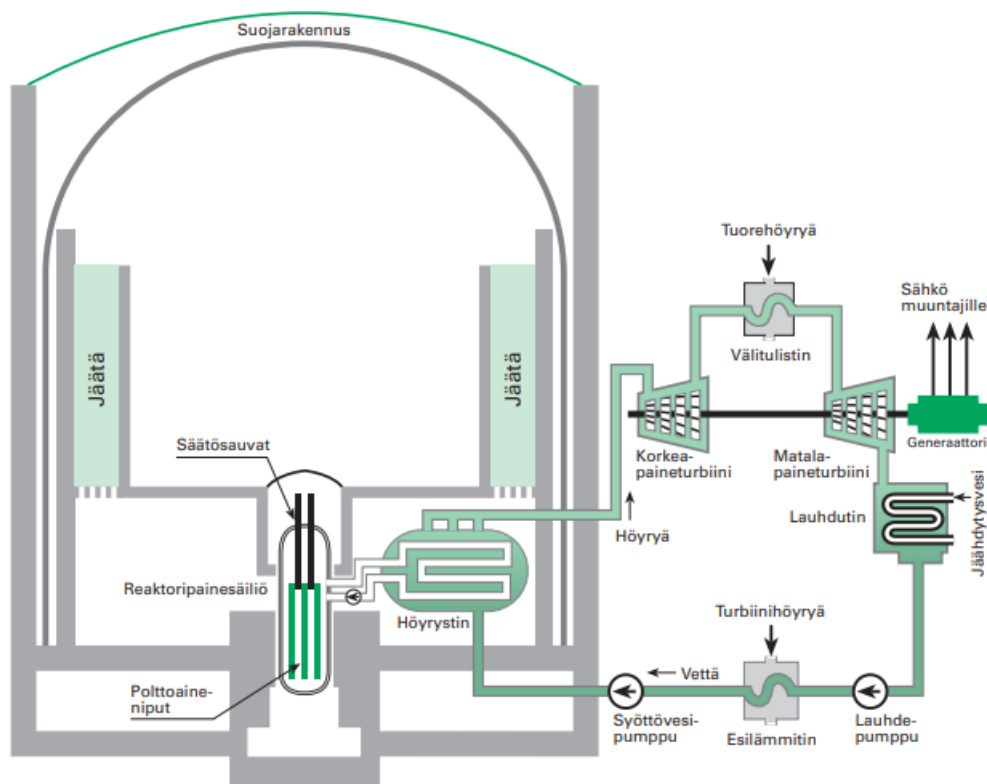 Suojarakennus
Tuorehöyryä
Sähkö
muuntajille
Jäätä
Jäätä
Välitulistin
Säätösauvat
Korkea-
paineturbiini
Matala-
paineturbiini
Generaattori
Lauhdutin
Jäähdytysvesi
Höyryä
Reaktoripainesäiliö
Höyrystin
Turbiinihöyryä
Vettä
Polttoaine-
niput
Syöttövesi-
pumppu
Esilämmitin
Lauhde-
pumppu